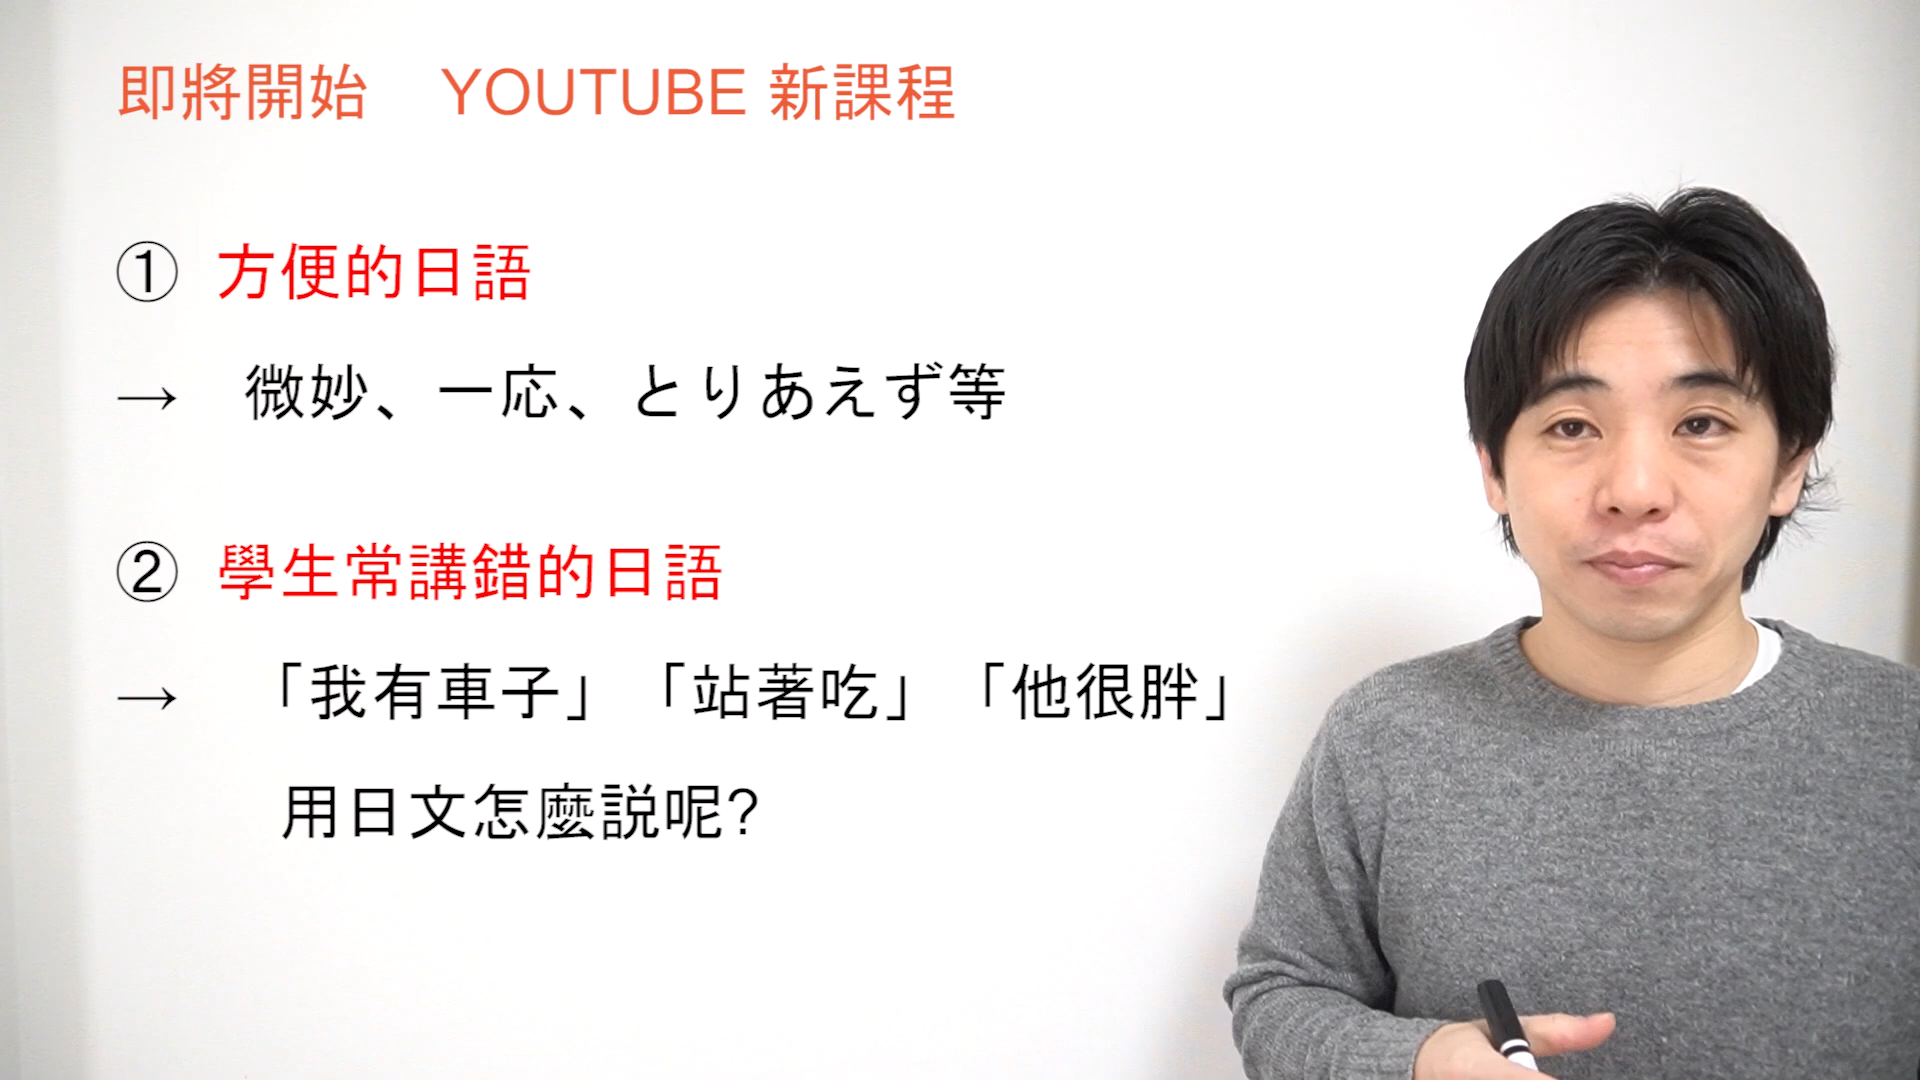 即將開始　YOUTUBE 新課程
① 方便的日語
→　微妙、一応、とりあえず等
② 學生常講錯的日語
→　「我有車子」「站著吃」「他很胖」
用日文怎麼説呢?